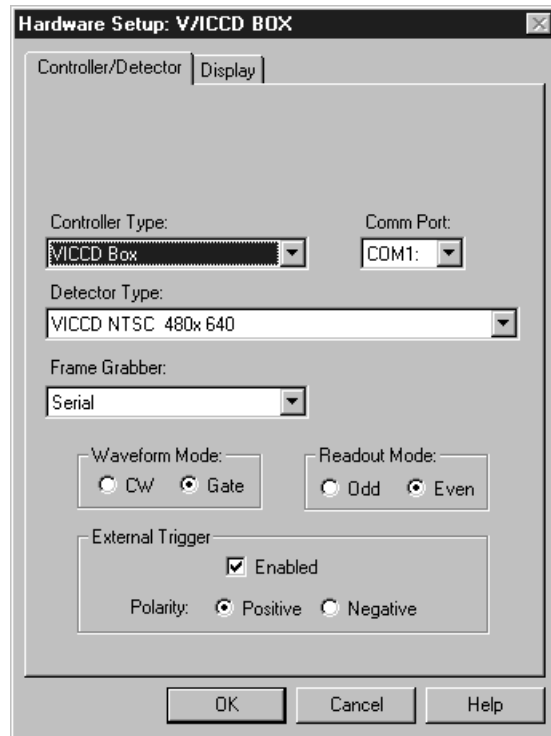 Hardware Setup: V/ICCD BOX
Controller/Detector Display
Controller Type: Comm Port:
VICCD Box COM1:
Detector Type:
VICCD NTSC 480x 640
Frame Grabber:
Serial
Waveform Mode: Readout Mode:
CW Gate Odd Even
External Trigger
Enabled
Polarity: Positive Negative
OK Cancel Help